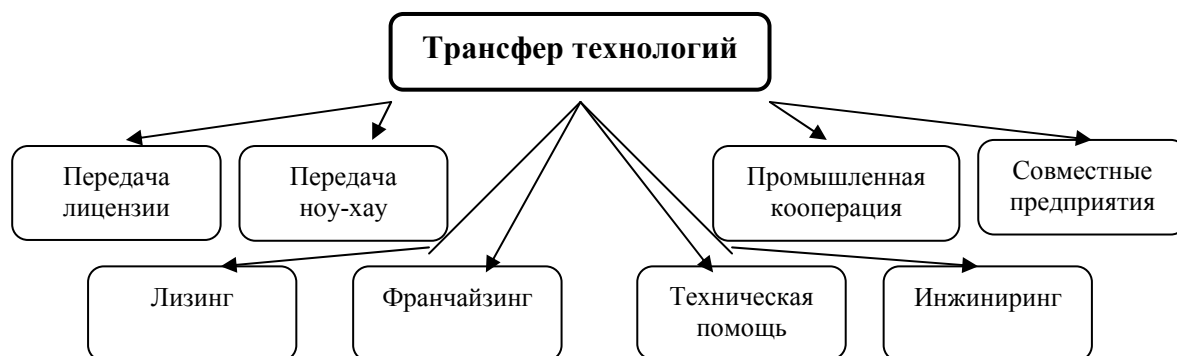 Трансфер технологий
Передача
лицензии
Передача
ноу-хау
Промышленная
кооперация
Совместные
предприятия
Лизинг
Франчайзинг
Техническая
помощь
Инжиниринг